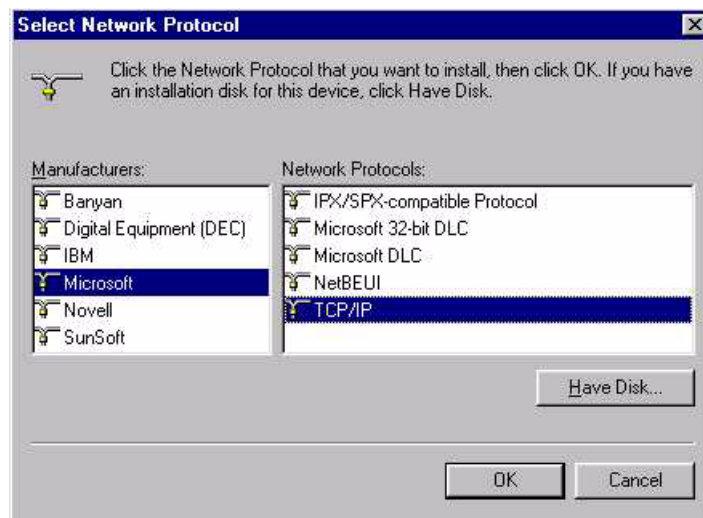 Select Network Protocol
Click the Network Protocol that you want to install, then click OK. If you have
an installation disk for this device, click Have Disk.
Manufacturers:
Banyan
Digital Equipment (DEC)
IBM
Microsoft
Novell
SunSoft
Network Protocols:
IPX/SPX-compatible Protocol
Microsoft 32-bit DLC
Microsoft DLC
NetBEUI
TCP/IP
Have Disk...
OK
Cancel